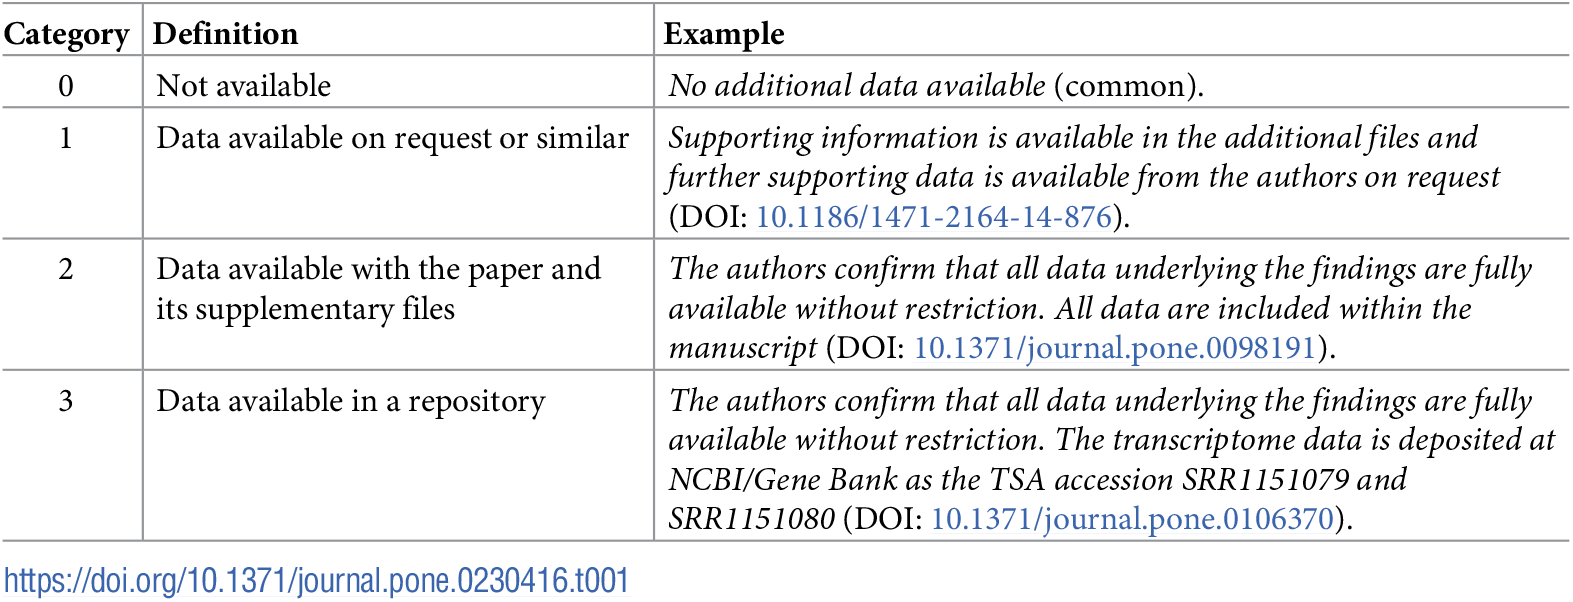 Category Definition Example
0 Not available No additional data available (common).
1 Data available on request or similar Supporting information is available in the additional files and
further supporting data is available from the authors on request
(DOI: 10.1186/1471-2164-14-876).
2 Data available with the paper and The authors confirm that all data underlying the findings are fully
its supplementary files available without restriction. All data are included within the
manuscript (DOI: 10.1371/journal.pone.0098191).
3 Data available in a repository The authors confirm that all data underlying the findings are fully
available without restriction. The transcriptome data is deposited at
NCBI/Gene Bank as the TSA accession SRR1151079 and
SRR1151080 (DOI: 10.1371/journal.pone.0106370).
https://doi.org/10.1371/journal.pone.0230416.t001